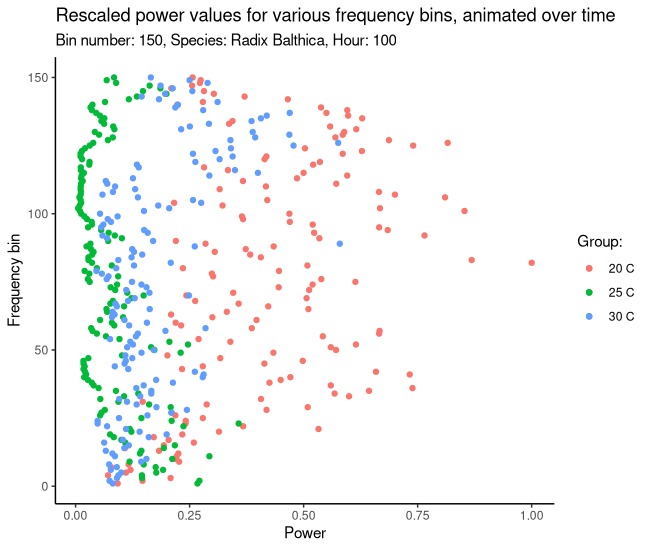 Rescaled power values for various frequency bins, animated over time
Bin number: 150, Species: Radix Balthica, Hour: 100
150
100
50
0
Frequency bin
0.00 0.25 0.50 0.75 1.00
Power
Group:
20 C
25 C
30 C